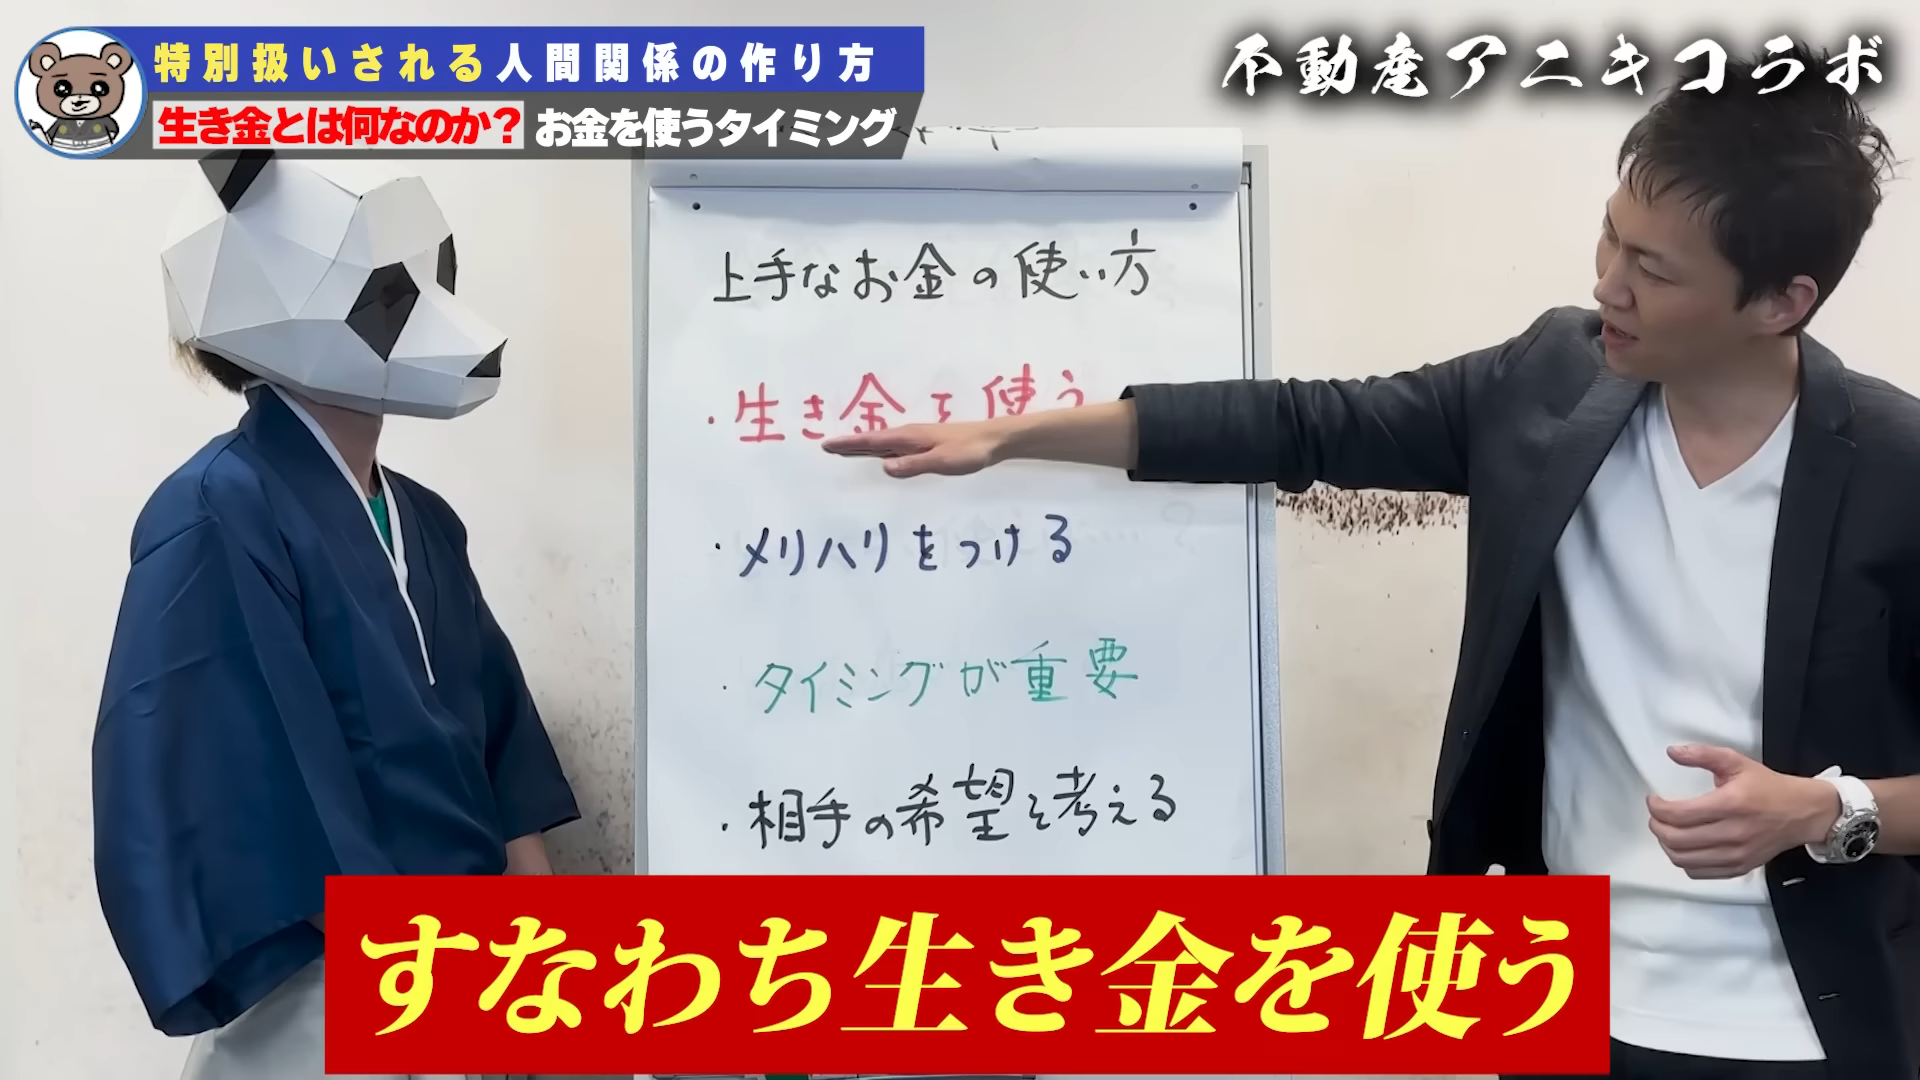 特別扱いされる人間関係の作り方
生き金とは何なのか? お金を使うタイミング
不動産アニキコラボ
上手なお金の使い方
・生き金を使う
・メリハリをつける
・タイミングが重要
・相手の希望を考える
すなわち生き金を使う